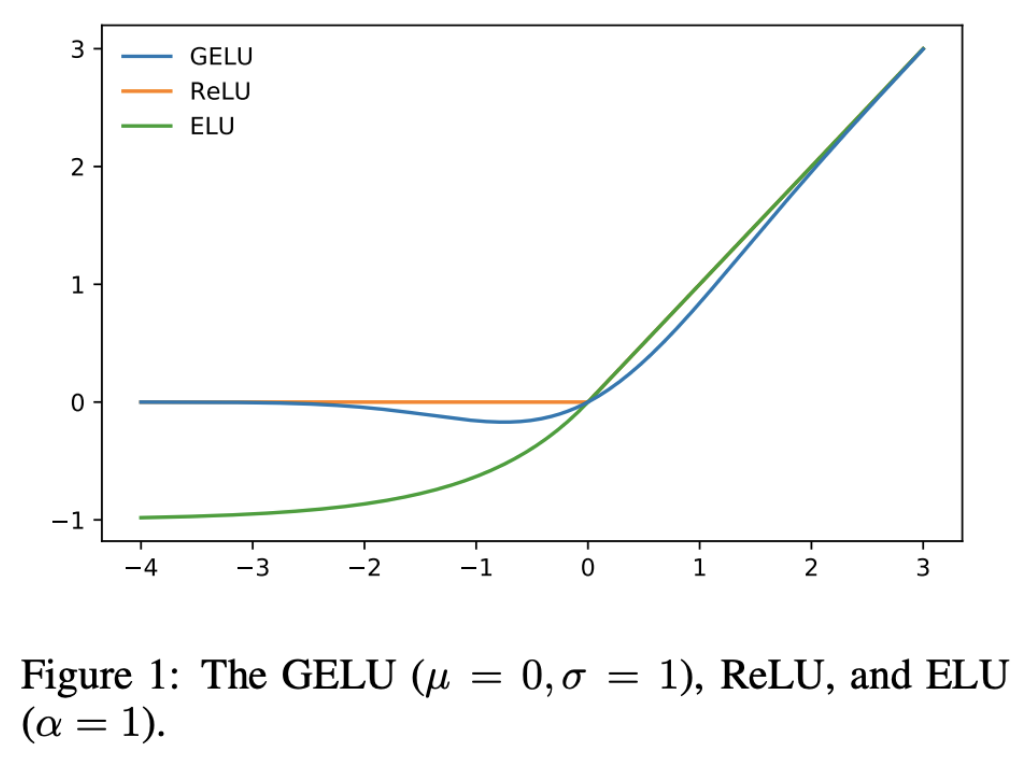 3
2
1
0
−1
GELU
ReLU
ELU
−4 −3 −2 −1 0 1 2 3
Figure 1: The GELU (μ = 0, σ = 1), ReLU, and ELU
(α = 1).